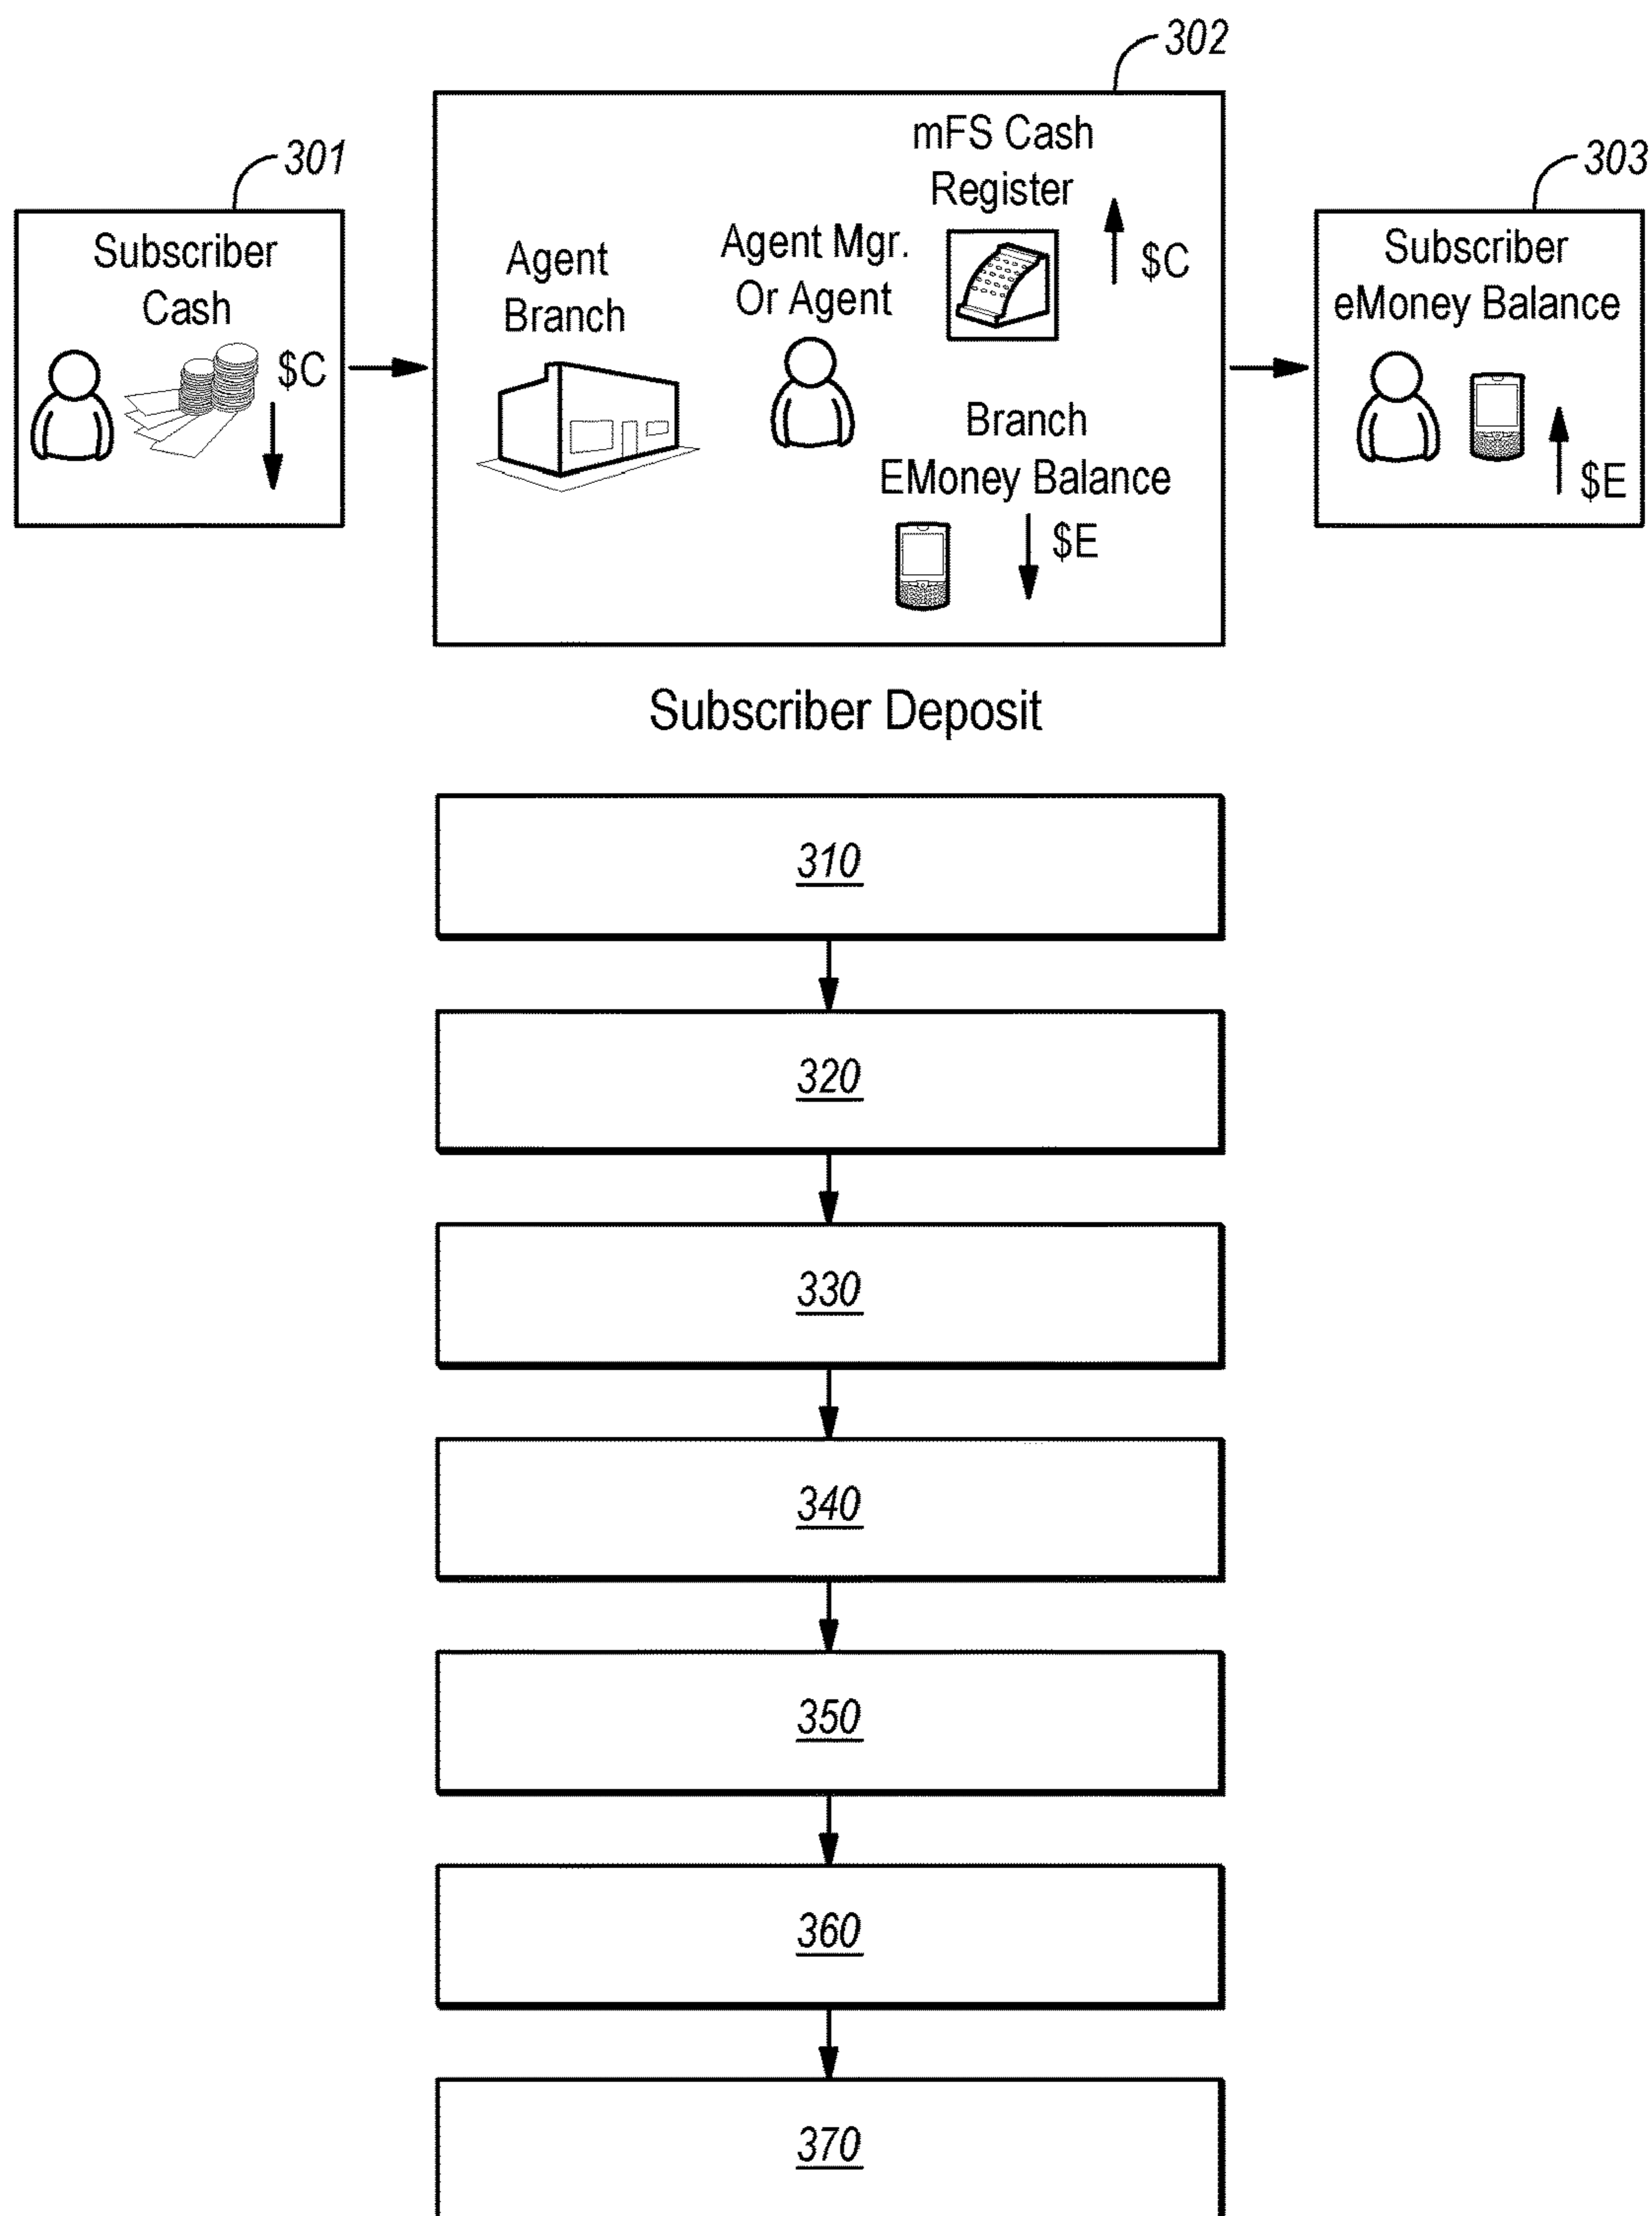 302
301
303
Subscriber
Cash
$C
Agent
Branch
Agent Mgr.
Or Agent
mFS Cash
Register
$C
Branch
EMoney Balance
$E
Subscriber
eMoney Balance
$E
Subscriber Deposit
310
320
330
340
350
360
370